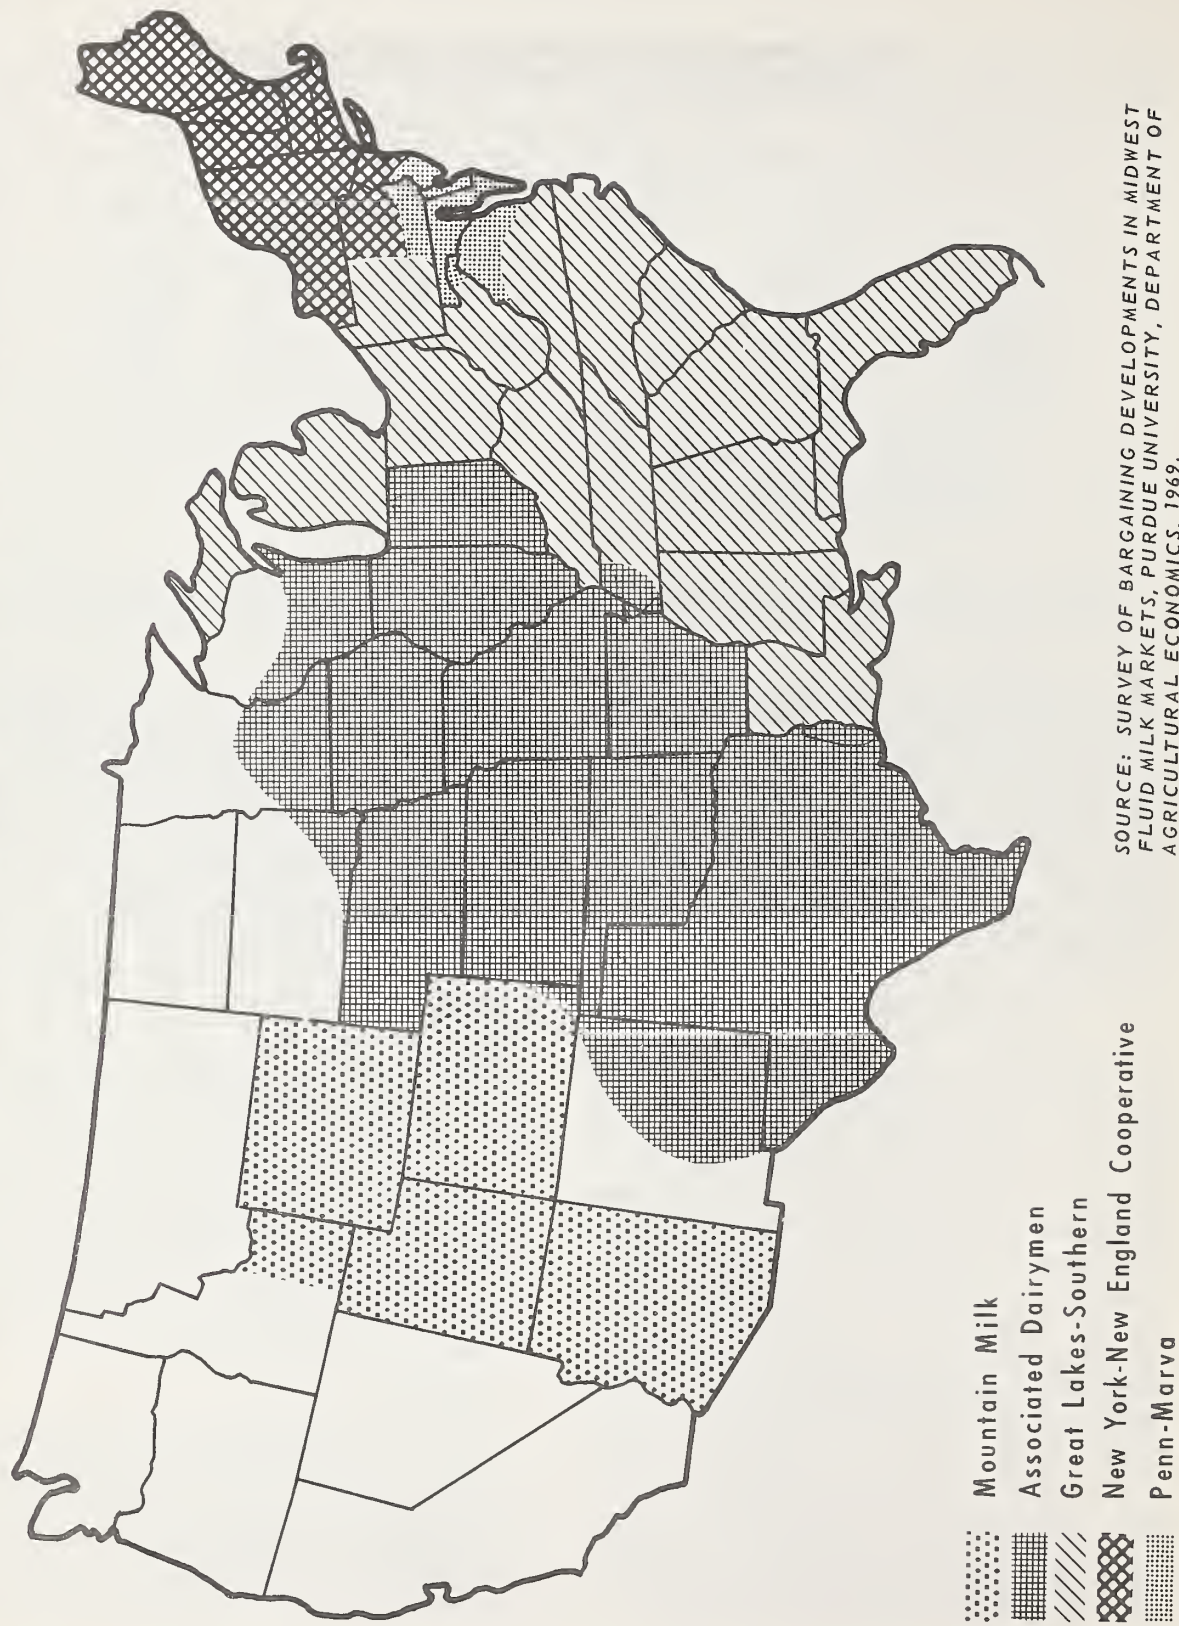 Mountain Milk
Associated Dairymen
Great Lakes-Southern
New York-New England Cooperative
Penn-Marva
SOURCE: SURVEY OF BARGAINING DEVELOPMENTS IN MIDWEST
FLUID MILK MARKETS, PURDUE UNIVERSITY, DEPARTMENT OF
AGRICULTURAL ECONOMICS, 1969.